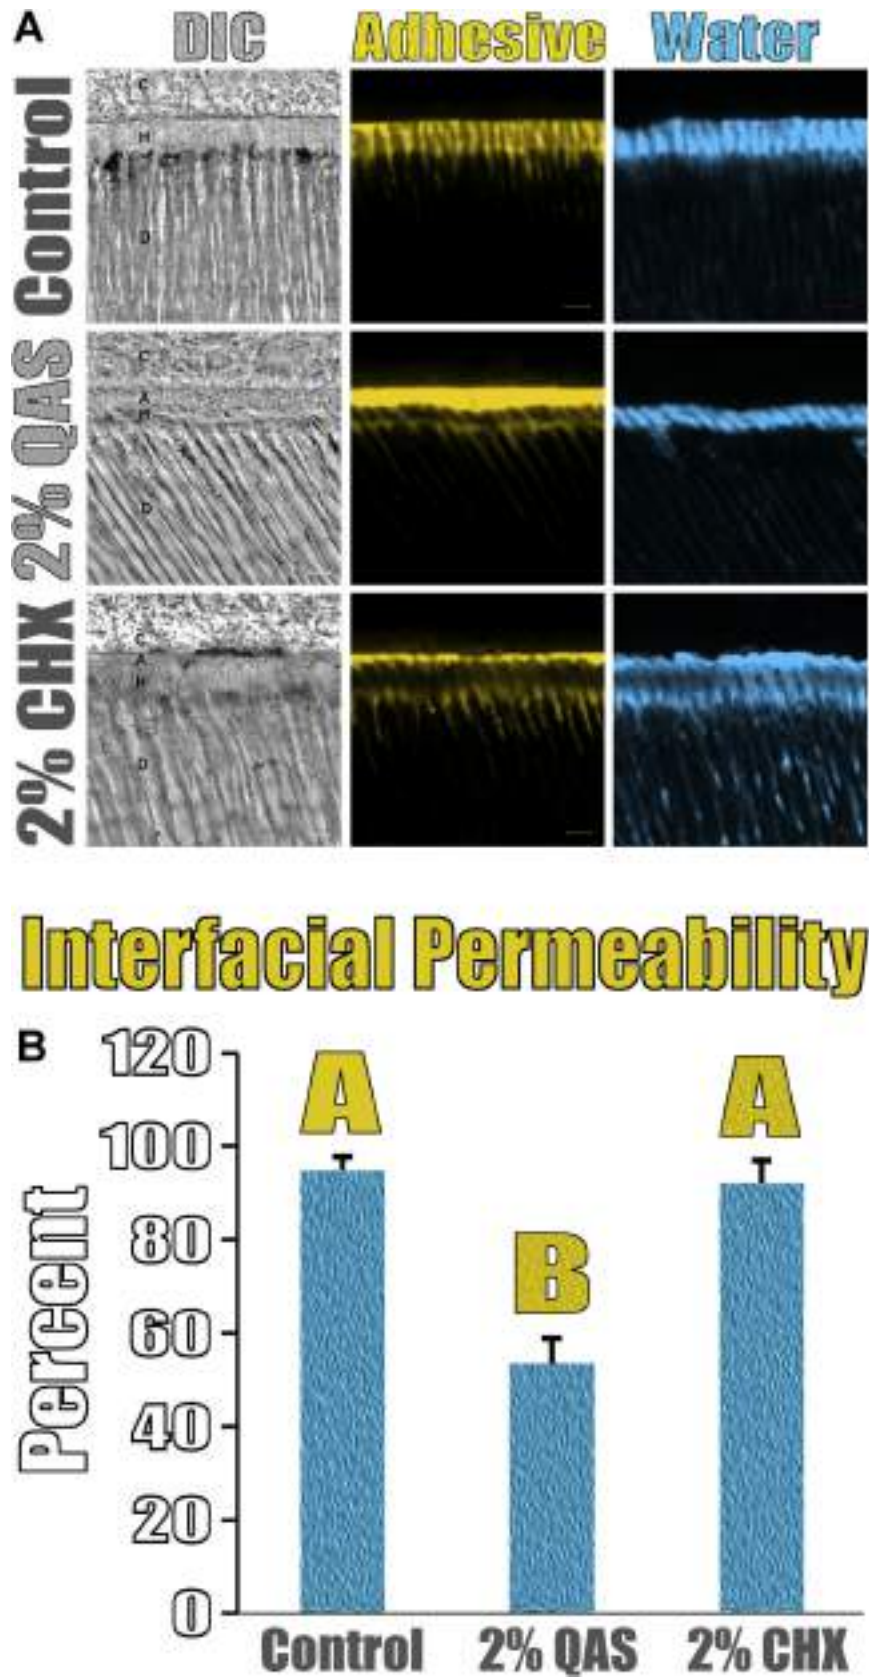 A
DIC Adhesive Water
Control
C
H
D
2% QAS
C
A
H
D
2% CHX
C
A
H
D
Interfacial Permeability
B
Percent
120
100
80
60
40
20
0
A
B
A
Control 2% QAS 2% CHX